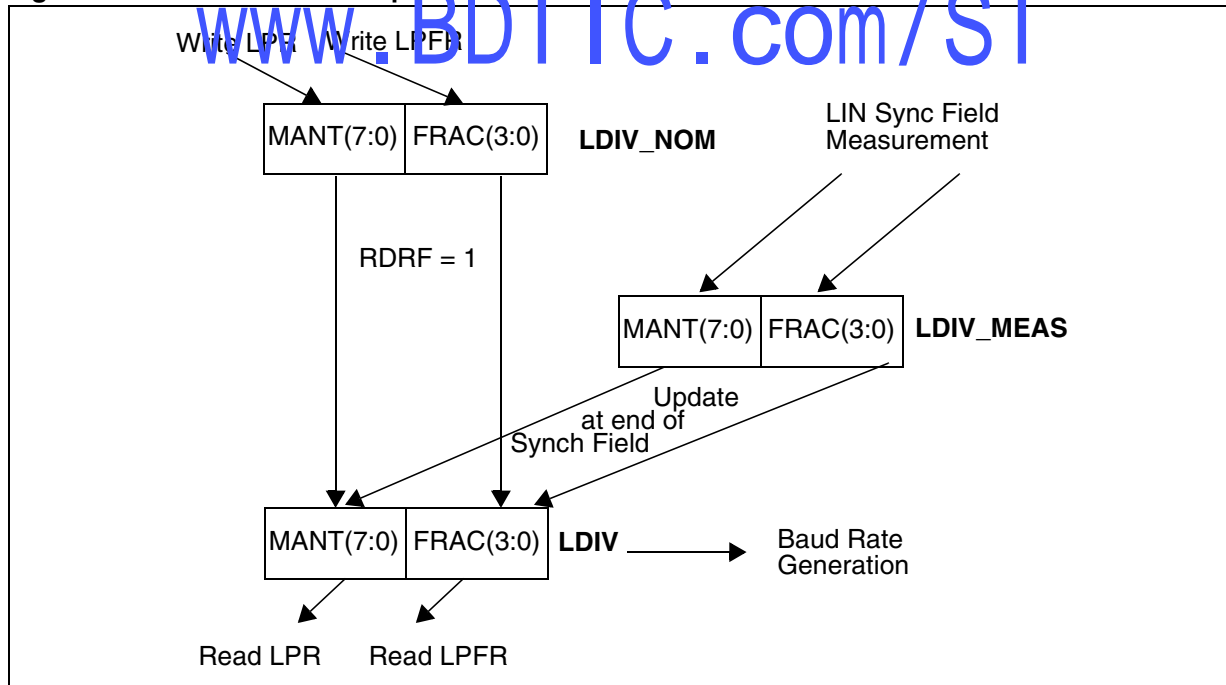 www.BDTIC.com/ST
Write LPR Write LPFR
LIN Sync Field
Measurement
MANT(7:0) FRAC(3:0) LDIV_NOM
RDRF = 1
MANT(7:0) FRAC(3:0) LDIV_MEAS
Update
at end of
Synch Field
MANT(7:0) FRAC(3:0) LDIV
Baud Rate
Generation
Read LPR Read LPFR